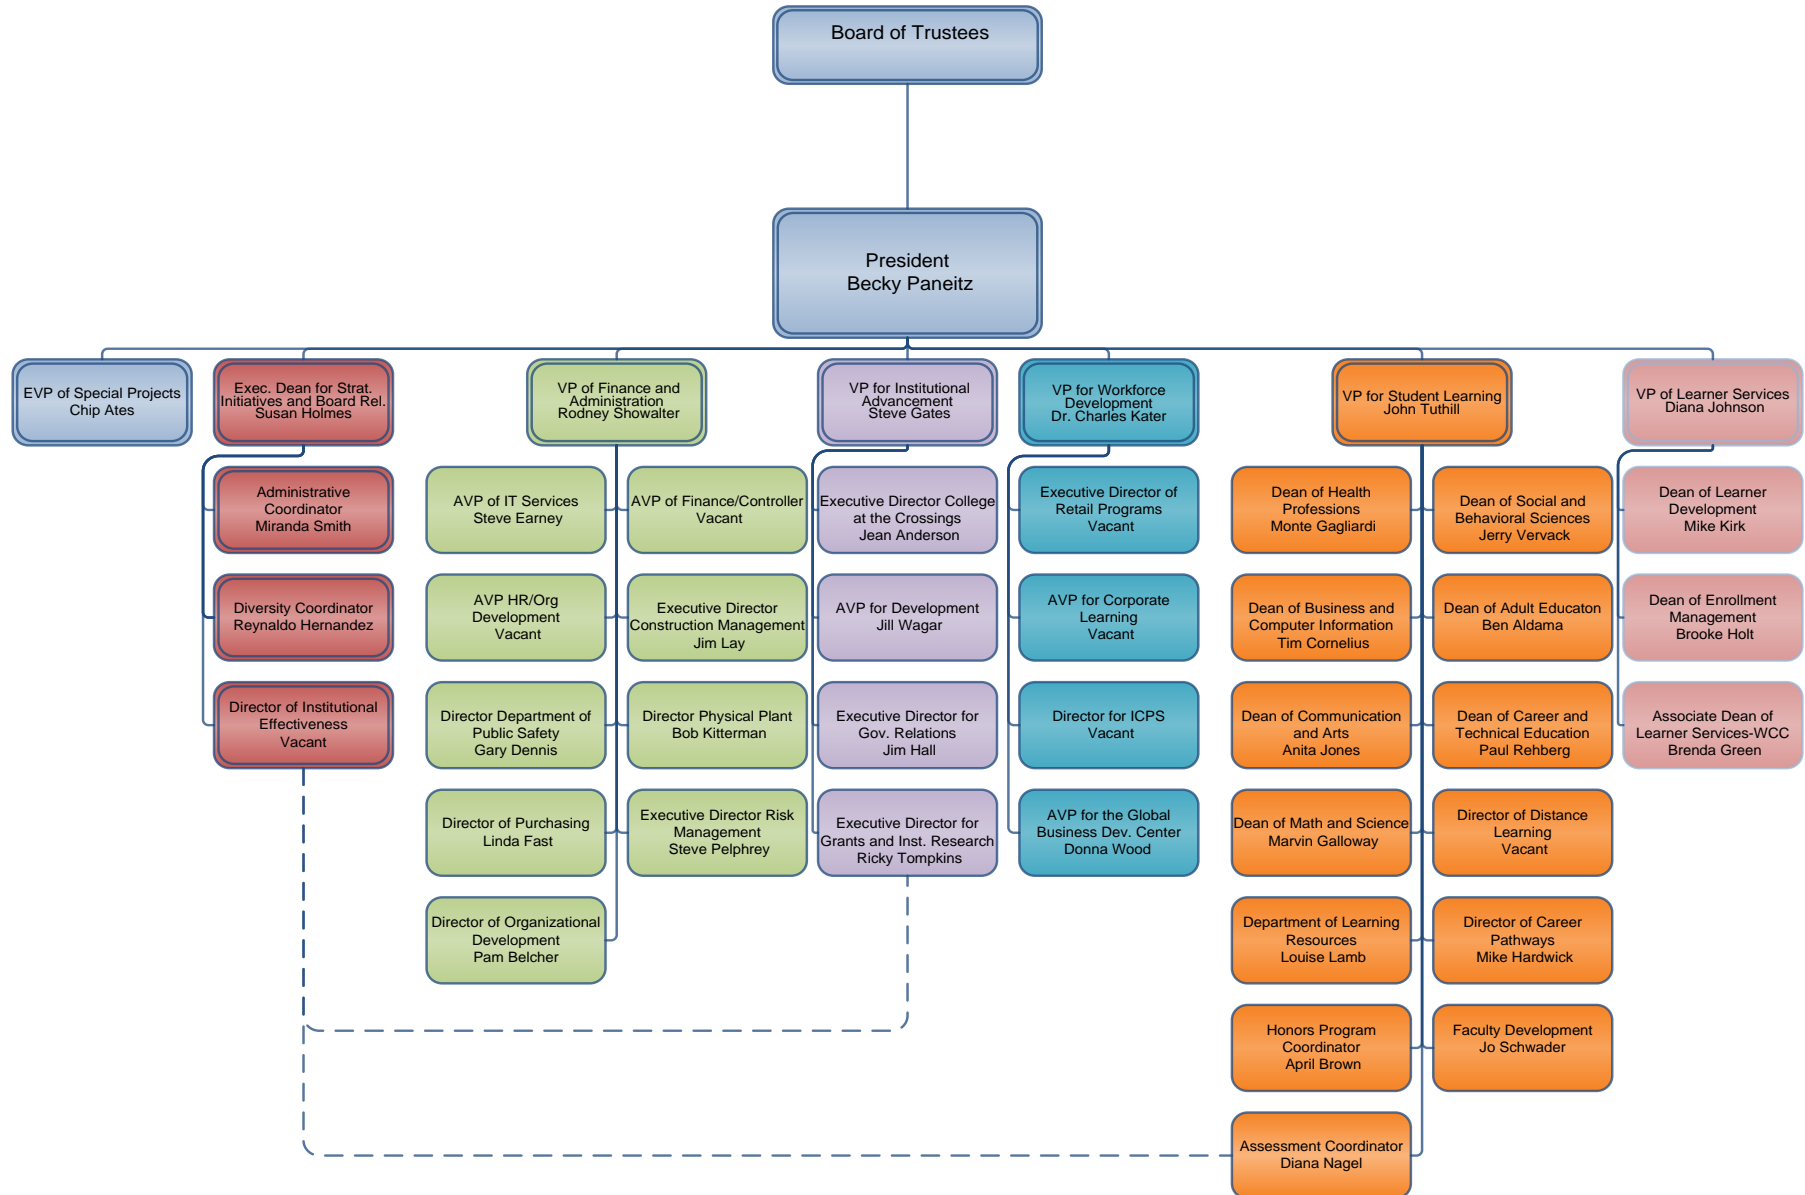 Board of Trustees
President
Becky Paneitz
EVP of Special Projects
Chip Ates
Exec. Dean for Strat.
Initiatives and Board Rel.
Susan Holmes
VP of Finance and
Administration
Rodney Showalter
VP for Institutional
Advancement
Steve Gates
VP for Workforce
Development
Dr. Charles Kater
VP for Student Learning
John Tuthill
VP of Learner Services
Diana Johnson
Administrative
Coordinator
Miranda Smith
Diversity Coordinator
Reynaldo Hernandez
Director of Institutional
Effectiveness
Vacant
AVP of IT Services
Steve Earney
AVP of Finance/Controller
Vacant
AVP HR/Org
Development
Vacant
Executive Director
Construction Management
Jim Lay
Director Department of
Public Safety
Gary Dennis
Director Physical Plant
Bob Kitterman
Director of Purchasing
Linda Fast
Executive Director Risk
Management
Steve Pelphrey
Director of Organizational
Development
Pam Belcher
Executive Director College
at the Crossings
Jean Anderson
AVP for Development
Jill Wagar
Executive Director for
Gov. Relations
Jim Hall
Executive Director for
Grants and Inst. Research
Ricky Tompkins
Executive Director of
Retail Programs
Vacant
AVP for Corporate
Learning
Vacant
Director for ICPS
Vacant
AVP for the Global
Business Dev. Center
Donna Wood
Dean of Health
Professions
Monte Gagliardi
Dean of Social and
Behavioral Sciences
Jerry Vervack
Dean of Business and
Computer Information
Tim Cornelius
Dean of Adult Educaton
Ben Aldama
Dean of Communication
and Arts
Anita Jones
Dean of Career and
Technical Education
Paul Rehberg
Dean of Math and Science
Marvin Galloway
Director of Distance
Learning
Vacant
Department of Learning
Resources
Louise Lamb
Director of Career
Pathways
Mike Hardwick
Honors Program
Coordinator
April Brown
Faculty Development
Jo Schwader
Assessment Coordinator
Diana Nagel
Dean of Learner
Development
Mike Kirk
Dean of Enrollment
Management
Brooke Holt
Associate Dean of
Learner Services-WCC
Brenda Green